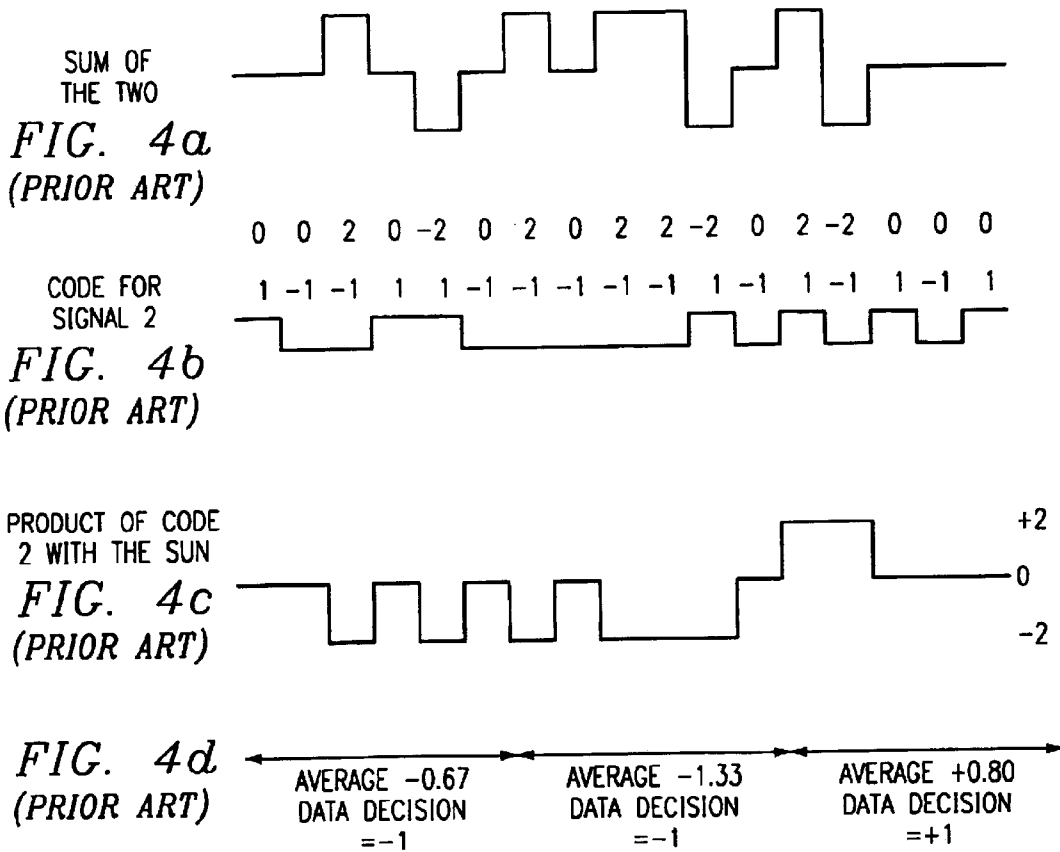 SUM OF
THE TWO
FIG. 4a
(PRIOR ART)
0 0 2 0 -2 0 2 0 2 2 -2 0 2 -2 0 0 0
CODE FOR
SIGNAL 2
1 -1 -1 1 1 -1 -1 -1 -1 -1 1 -1 1 -1 1 -1 1
FIG. 4b
(PRIOR ART)
PRODUCT OF CODE
2 WITH THE SUN
+2
0
-2
FIG. 4c
(PRIOR ART)
FIG. 4d
(PRIOR ART)
AVERAGE -0.67
DATA DECISION
=-1
AVERAGE -1.33
DATA DECISION
=-1
AVERAGE +0.80
DATA DECISION
=+1